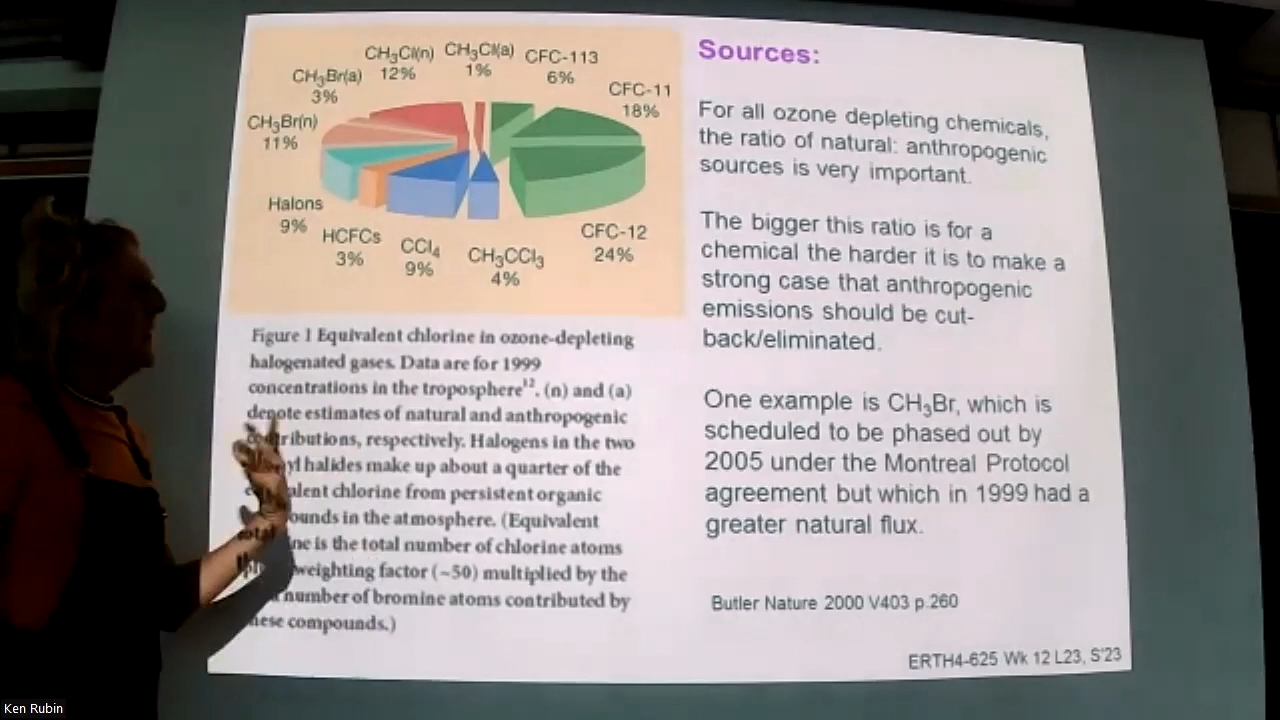 CH₃Cl(n)
12%
CH₃Cl(a)
1%
CFC-113
6%
CH₃Br(a)
3%
CFC-11
18%
CH₃Br(n)
11%
Halons
9%
HCFCs
3%
CCl₄
9%
CH₃CCl₃
4%
CFC-12
24%
Figure 1 Equivalent chlorine in ozone-depleting
halogenated gases. Data are for 1999
concentrations in the troposphere¹². (n) and (a)
denote estimates of natural and anthropogenic
contributions, respectively. Halogens in the two
halides make up about a quarter of the
chlorine from persistent organic
in the atmosphere. (Equivalent
is the total number of chlorine atoms
weighting factor (~50) multiplied by the
number of bromine atoms contributed by
these compounds.)
Sources:
For all ozone depleting chemicals,
the ratio of natural: anthropogenic
sources is very important.
The bigger this ratio is for a
chemical the harder it is to make a
strong case that anthropogenic
emissions should be cut-
back/eliminated.
One example is CH₃Br, which is
scheduled to be phased out by
2005 under the Montreal Protocol
agreement but which in 1999 had a
greater natural flux.
Butler Nature 2000 V403 p.260
ERTH4-625 Wk 12 L23, S'23
Ken Rubin